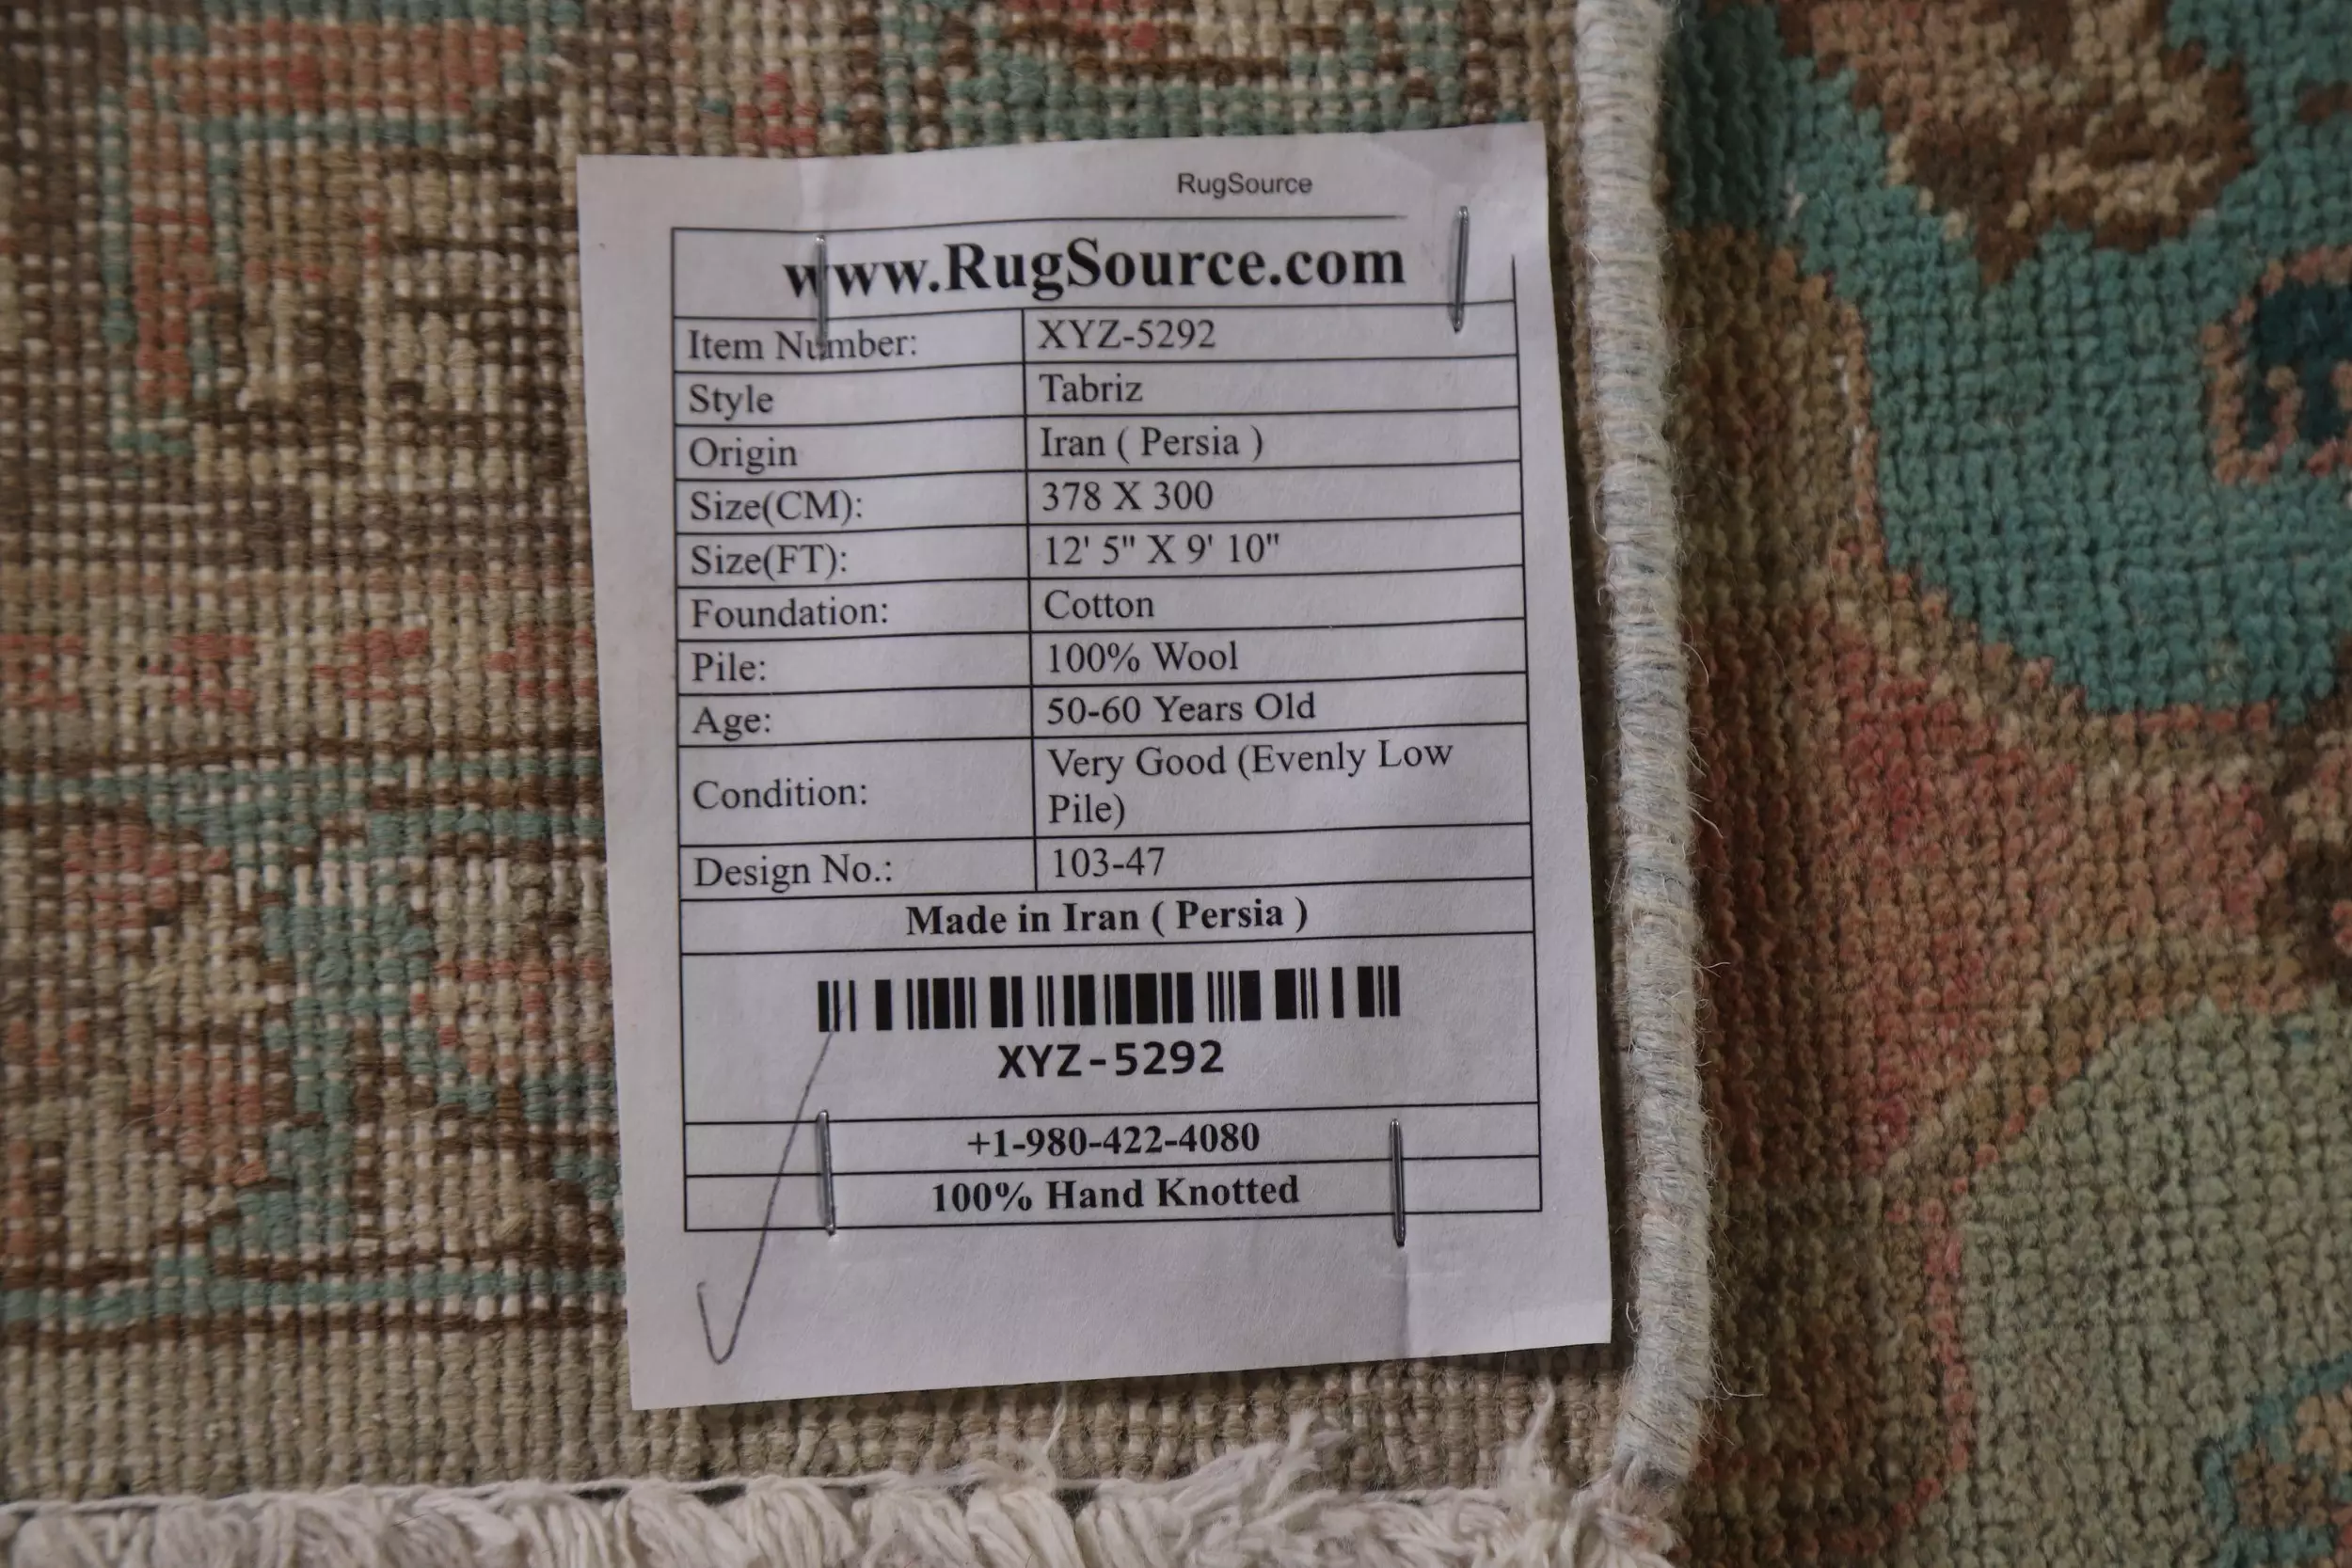 RugSource
www.RugSource.com
Item Number: XYZ-5292
Style Tabriz
Origin Iran ( Persia )
Size(CM): 378 X 300
Size(FT): 12' 5" X 9' 10"
Foundation: Cotton
Pile: 100% Wool
Age: 50-60 Years Old
Condition: Very Good (Evenly Low
Pile)
Design No.: 103-47
Made in Iran ( Persia )
XYZ-5292
+1-980-422-4080
100% Hand Knotted